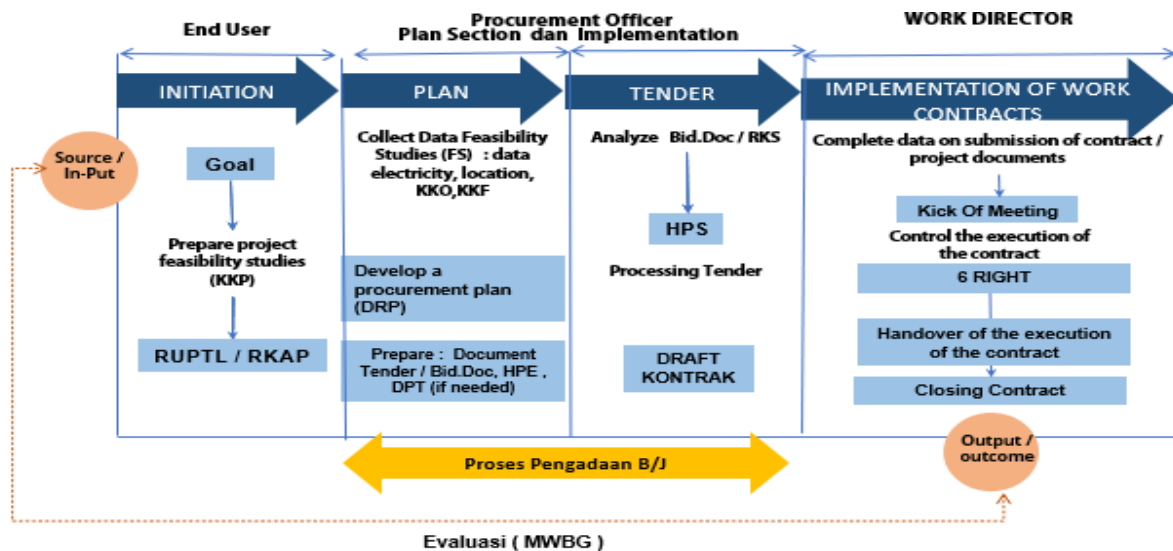 End User
Procurement Officer
Plan Section dan Implementation
WORK DIRECTOR
INITIATION
PLAN
TENDER
IMPLEMENTATION OF WORK
CONTRACTS
Source /
In-Put
Goal
Prepare project
feasibility studies
(KKP)
RUPTL / RKAP
Collect Data Feasibility
Studies (FS) : data
electricity, location,
KKO,KKF
Develop a
procurement plan
(DRP)
Prepare : Document
Tender / Bid.Doc, HPE ,
DPT (if needed)
Analyze Bid.Doc / RKS
HPS
Processing Tender
DRAFT
KONTRAK
Complete data on submission of contract /
project documents
Kick Of Meeting
Control the execution of
the contract
6 RIGHT
Handover of the execution
of the contract
Closing Contract
Output /
outcome
Proses Pengadaan B/J
Evaluasi ( MWBG )